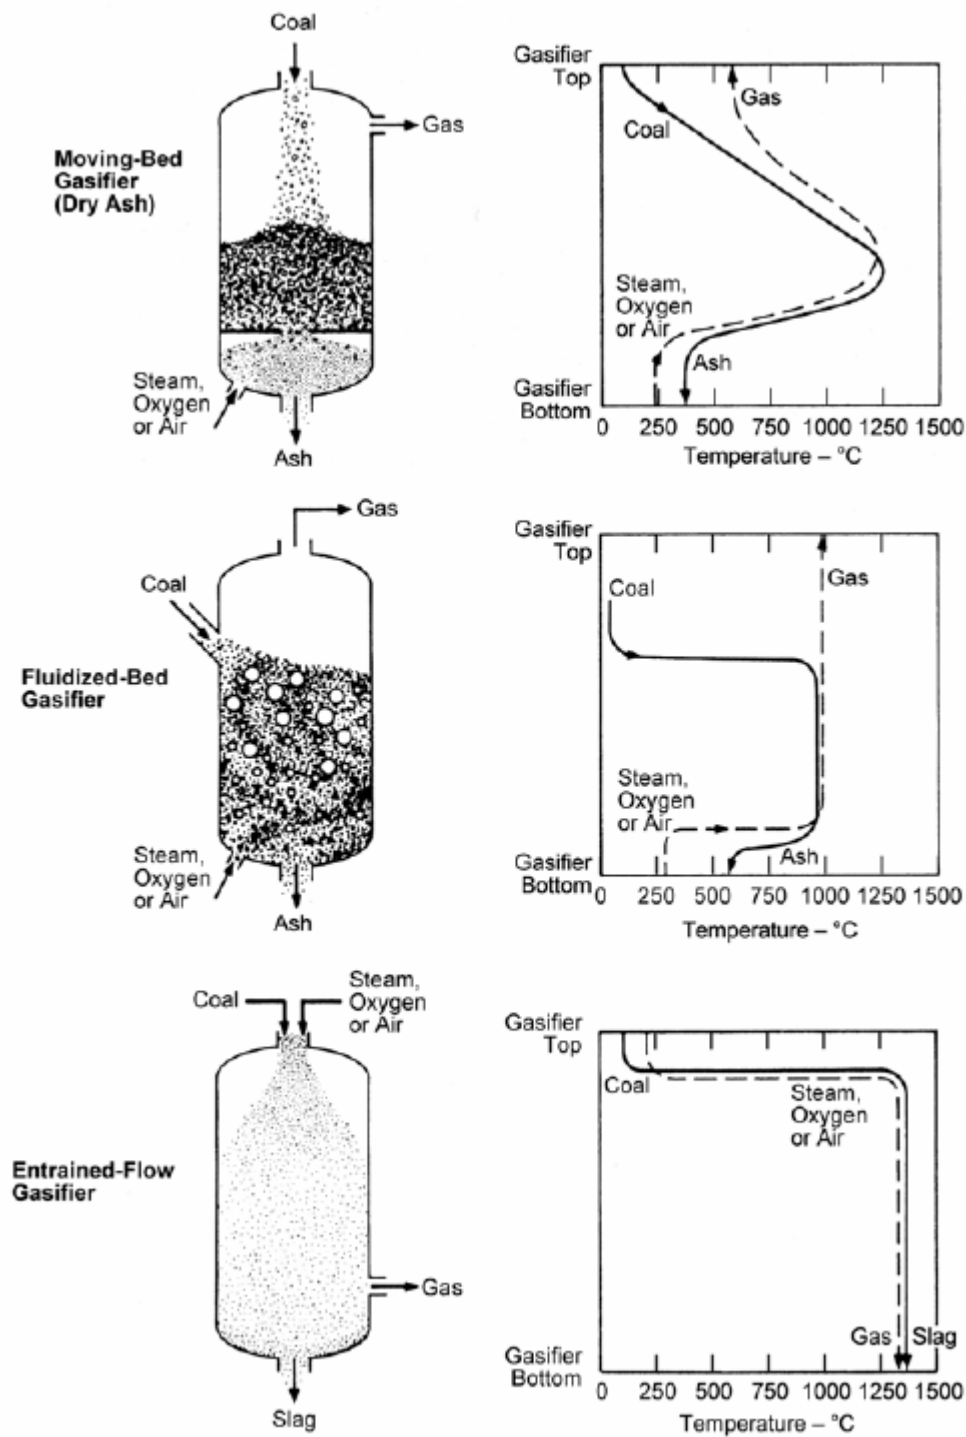 Coal
Gas
Moving-Bed
Gasifier
(Dry Ash)
Steam,
Oxygen
or Air
Ash
Gasifier
Top
Gas
Coal
Steam,
Oxygen
or Air
Ash
Gasifier
Bottom
0 250 500 750 1000 1250 1500
Temperature – °C
Gas
Coal
Fluidized-Bed
Gasifier
Steam,
Oxygen
or Air
Ash
Gasifier
Top
Coal
Gas
Steam,
Oxygen
or Air
Ash
Gasifier
Bottom
0 250 500 750 1000 1250 1500
Temperature – °C
Coal
Steam,
Oxygen
or Air
Entrained-Flow
Gasifier
Gas
Slag
Gasifier
Top
Coal
Steam,
Oxygen
or Air
Gas
Slag
Gasifier
Bottom
0 250 500 750 1000 1250 1500
Temperature – °C